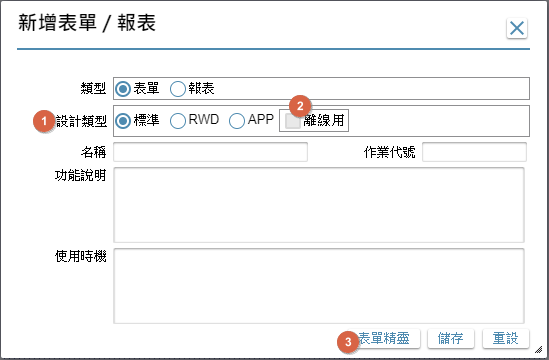 新增表單 / 報表
類型 表單 報表
1 設計類型 標準 RWD APP 2 離線用
名稱 作業代號
功能說明
使用時機
3 表單精靈 儲存 重設